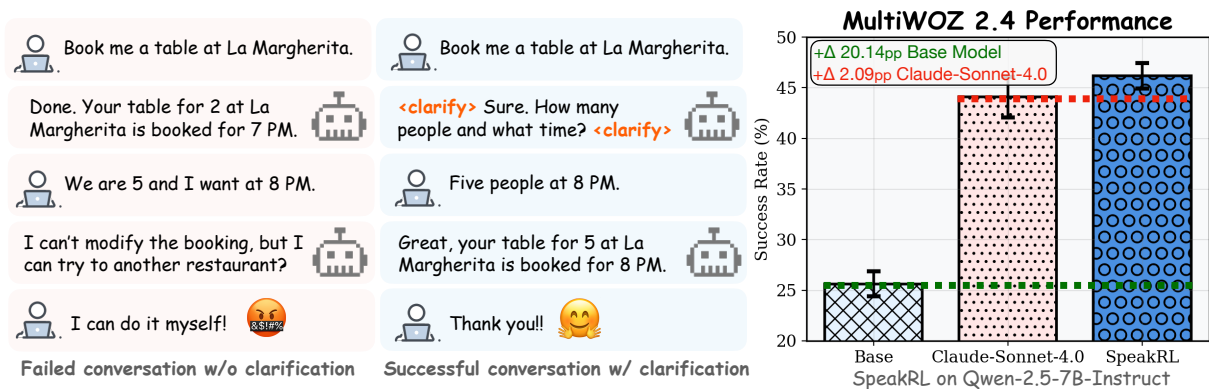 Book me a table at La Margherita.
Done. Your table for 2 at La
Margherita is booked for 7 PM.
We are 5 and I want at 8 PM.
I can't modify the booking, but I
can try to another restaurant?
I can do it myself!
&$!#%
Failed conversation w/o clarification
Book me a table at La Margherita.
<clarify> Sure. How many
people and what time? <clarify>
Five people at 8 PM.
Great, your table for 5 at La
Margherita is booked for 8 PM.
Thank you!!
Successful conversation w/ clarification
MultiWOZ 2.4 Performance
+Δ 20.14pp Base Model
+Δ 2.09pp Claude-Sonnet-4.0
Success Rate (%)
50
45
40
35
30
25
20
Base Claude-Sonnet-4.0 SpeakRL
SpeakRL on Qwen-2.5-7B-Instruct